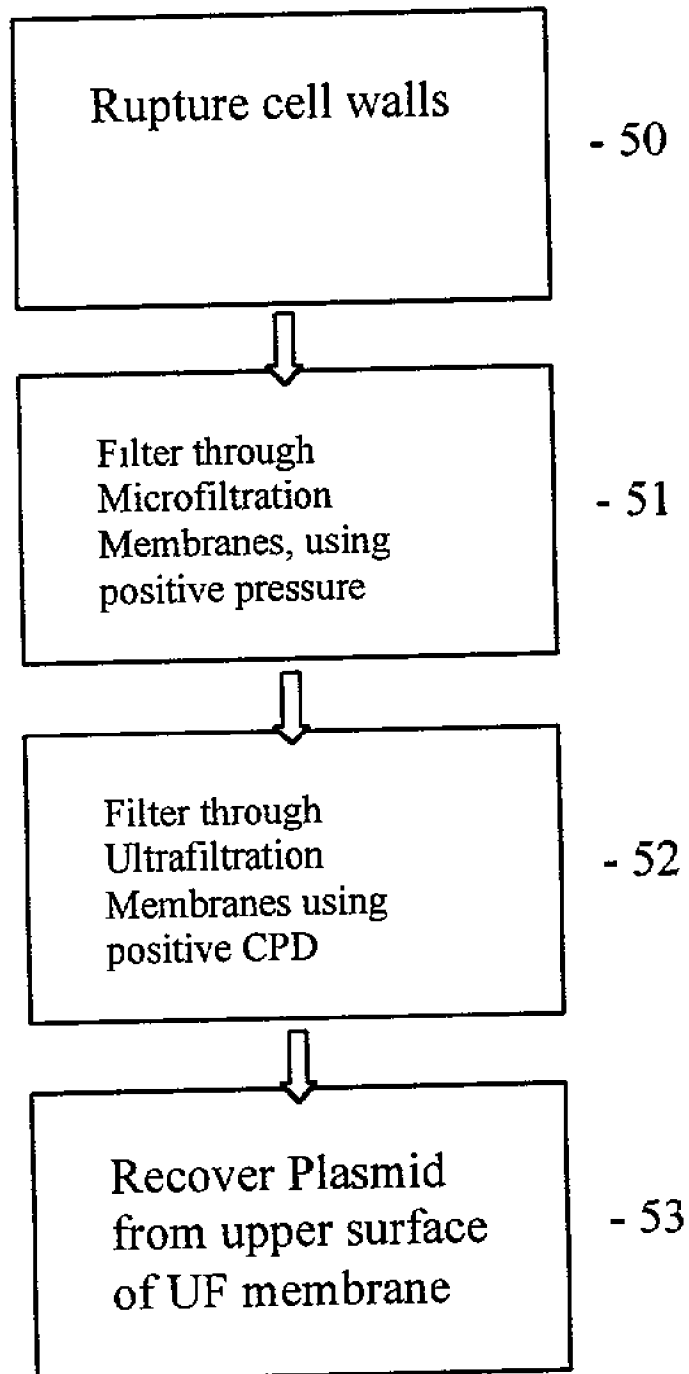 Rupture cell walls
- 50
Filter through
Microfiltration
Membranes, using
positive pressure
- 51
Filter through
Ultrafiltration
Membranes using
positive CPD
- 52
Recover Plasmid
from upper surface
of UF membrane
- 53